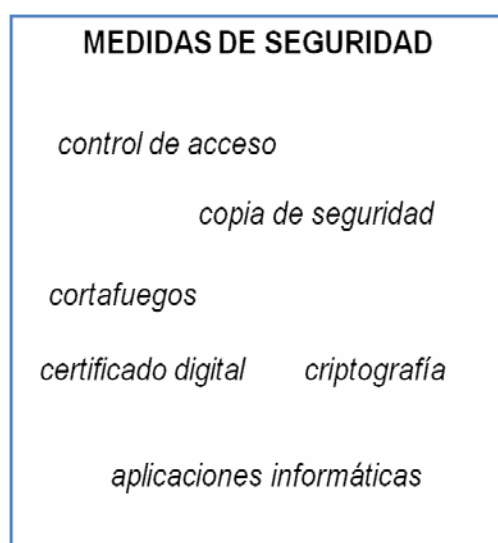 MEDIDAS DE SEGURIDAD
control de acceso
copia de seguridad
cortafuegos
certificado digital criptografía
aplicaciones informáticas